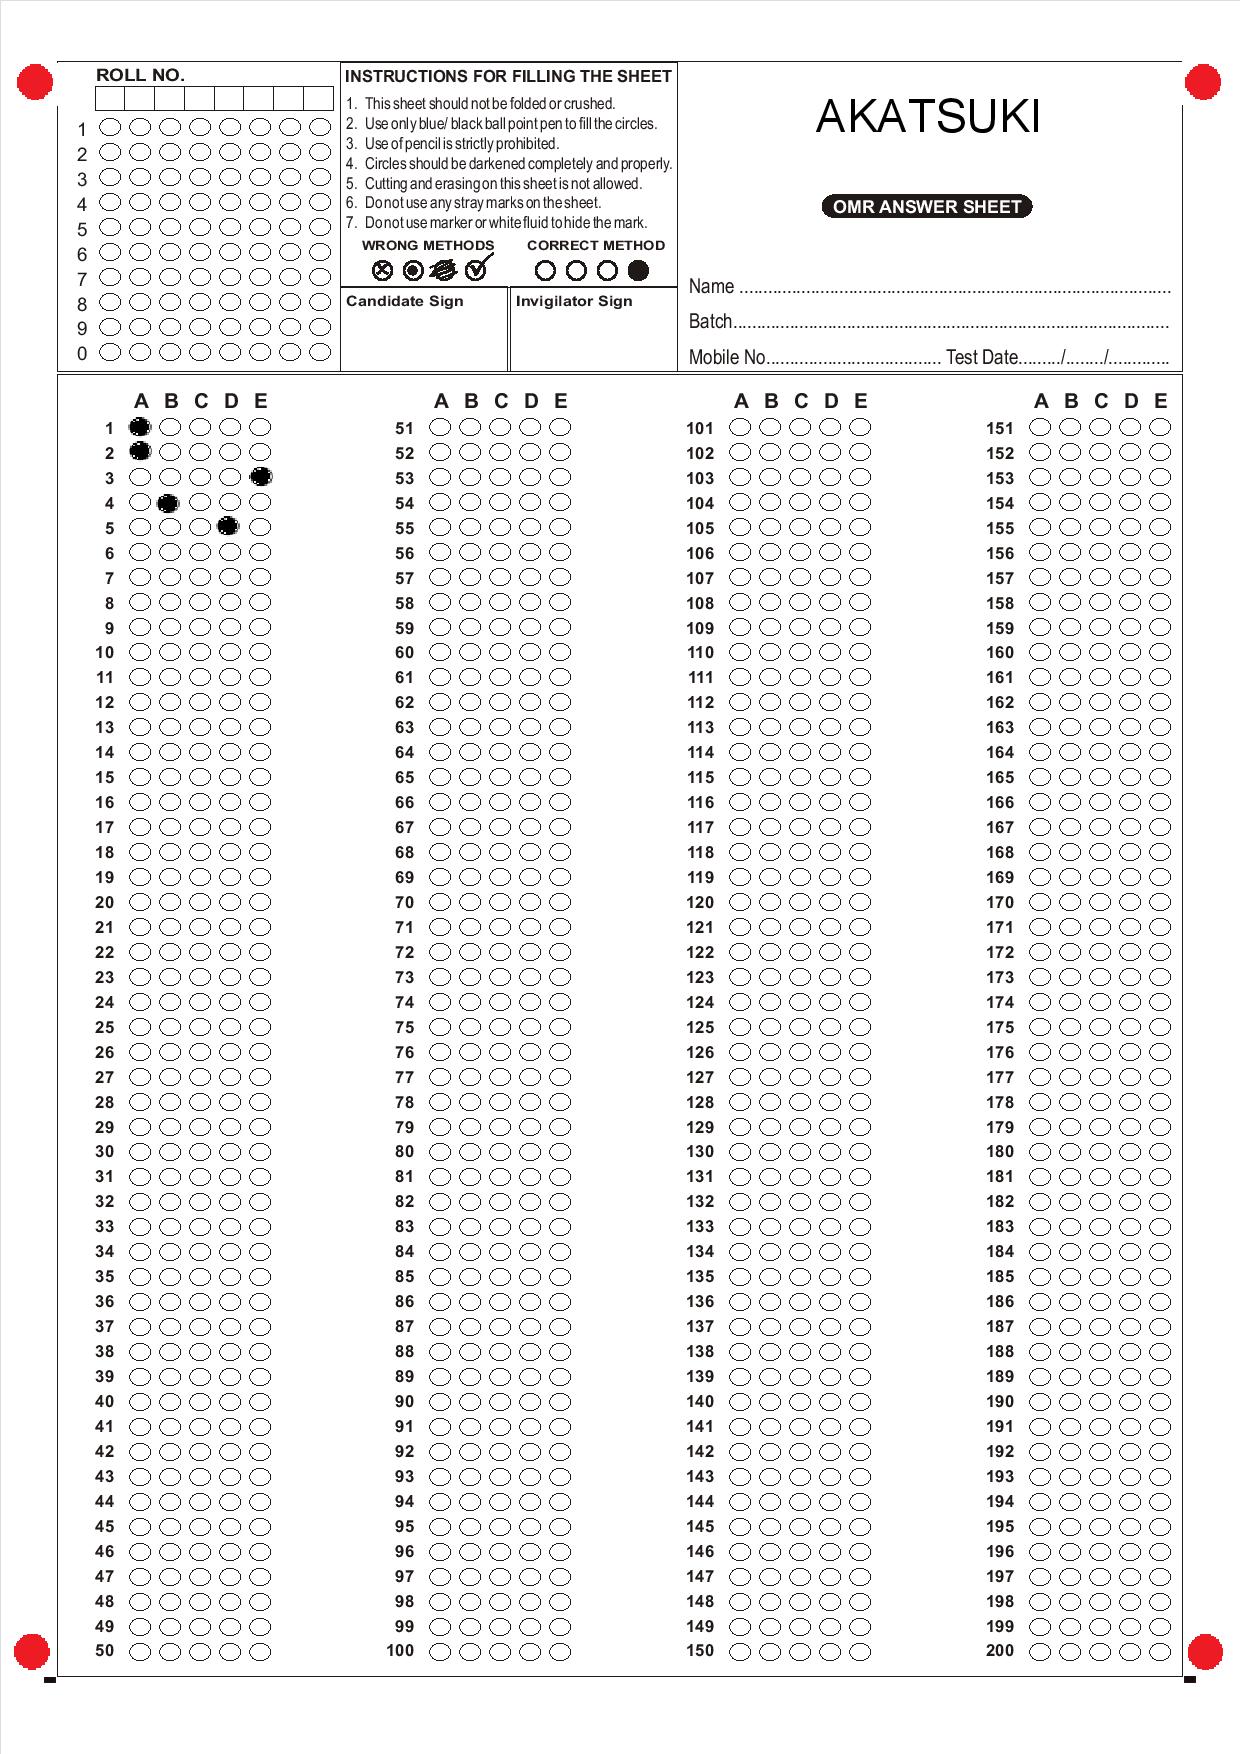 ROLL NO.
1
2
3
4
5
6
7
8
9
0
INSTRUCTIONS FOR FILLING THE SHEET
1. This sheet should not be folded or crushed.
2. Use only blue/ black ball point pen to fill the circles.
3. Use of pencil is strictly prohibited.
4. Circles should be darkened completely and properly.
5. Cutting and erasing on this sheet is not allowed.
6. Do not use any stray marks on the sheet.
7. Do not use marker or white fluid to hide the mark.
WRONG METHODS CORRECT METHOD
Candidate Sign Invigilator Sign
AKATSUKI
OMR ANSWER SHEET
Name ...........................................................................................
Batch............................................................................................
Mobile No..................................... Test Date........./......../.............
A B C D E A B C D E A B C D E A B C D E
1 51 101 151
2 52 102 152
3 53 103 153
4 54 104 154
5 55 105 155
6 56 106 156
7 57 107 157
8 58 108 158
9 59 109 159
10 60 110 160
11 61 111 161
12 62 112 162
13 63 113 163
14 64 114 164
15 65 115 165
16 66 116 166
17 67 117 167
18 68 118 168
19 69 119 169
20 70 120 170
21 71 121 171
22 72 122 172
23 73 123 173
24 74 124 174
25 75 125 175
26 76 126 176
27 77 127 177
28 78 128 178
29 79 129 179
30 80 130 180
31 81 131 181
32 82 132 182
33 83 133 183
34 84 134 184
35 85 135 185
36 86 136 186
37 87 137 187
38 88 138 188
39 89 139 189
40 90 140 190
41 91 141 191
42 92 142 192
43 93 143 193
44 94 144 194
45 95 145 195
46 96 146 196
47 97 147 197
48 98 148 198
49 99 149 199
50 100 150 200